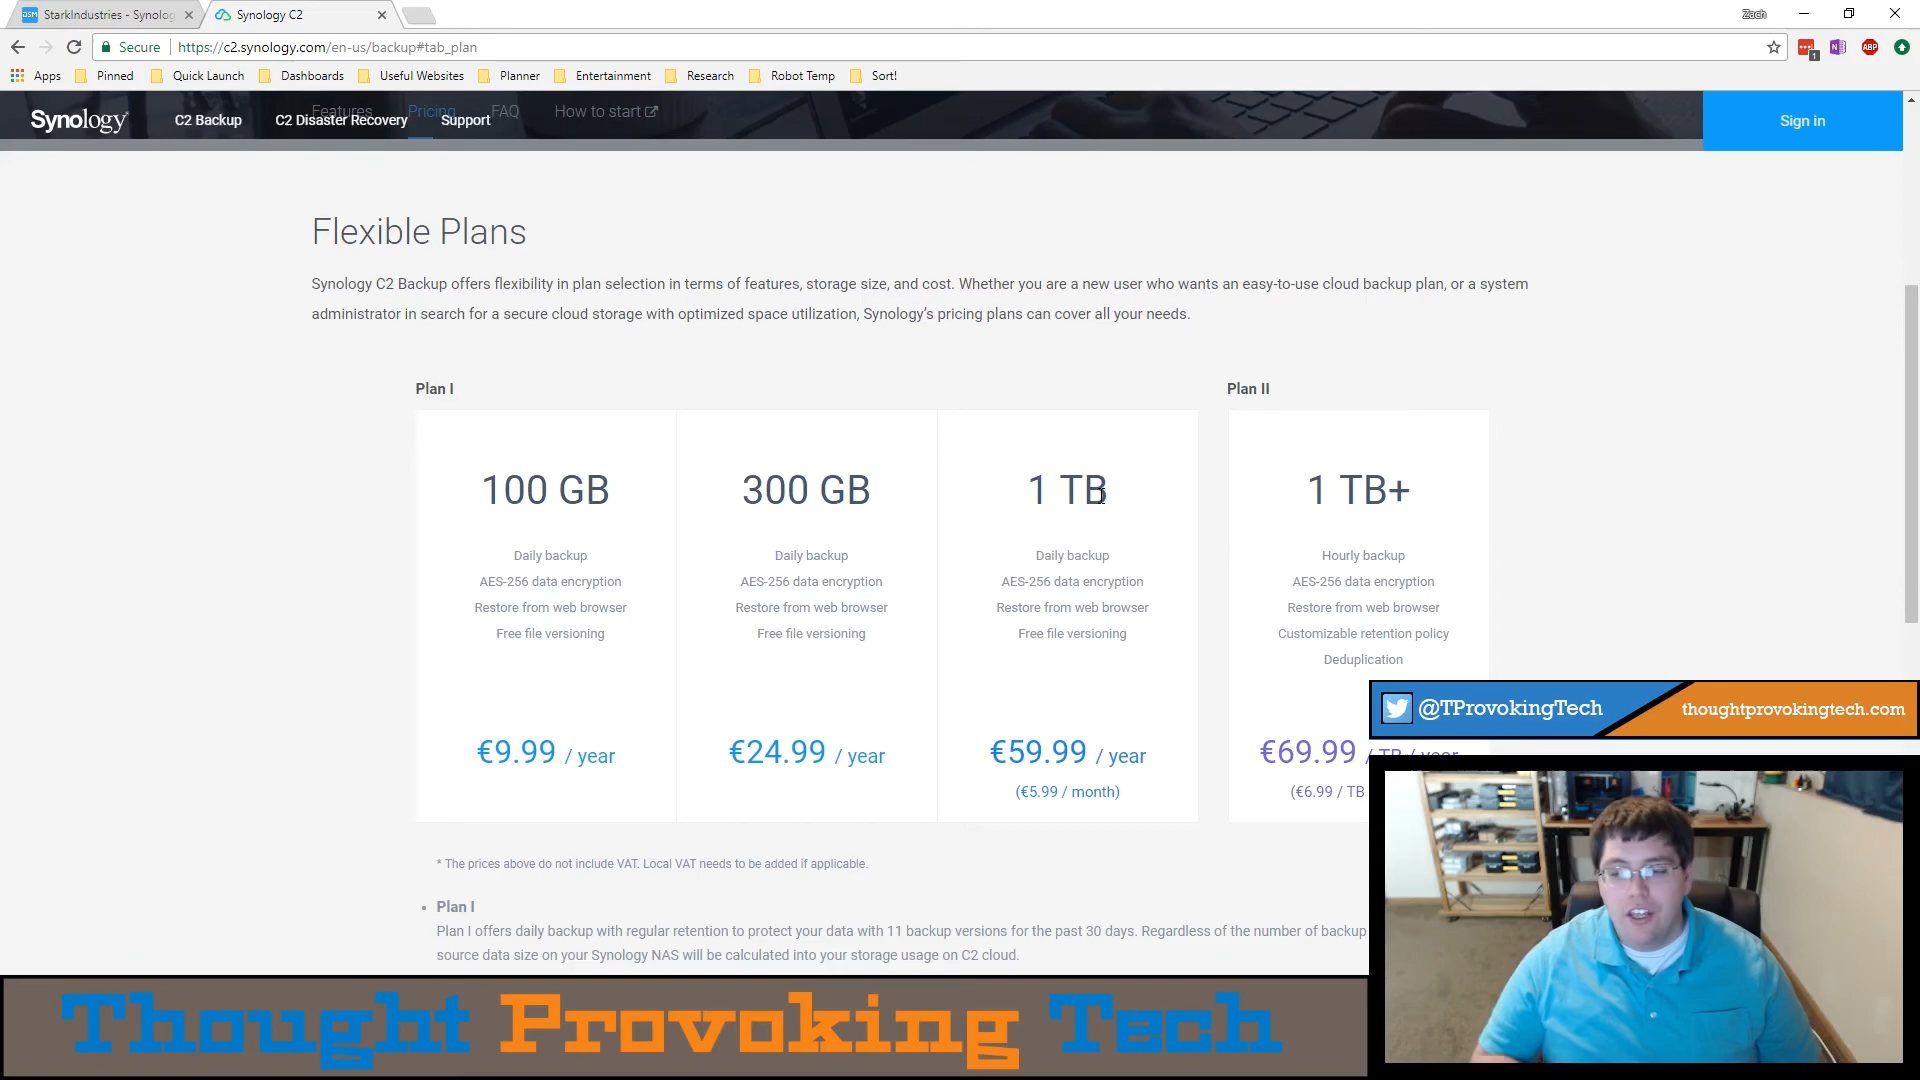 StarkIndustries - Synolog
Synology C2
Zach
Secure
https://c2.synology.com/en-us/backup#tab_plan
1
ABP
Apps
Pinned
Quick Launch
Dashboards
Useful Websites
Planner
Entertainment
Research
Robot Temp
Sort!
Features
Pricing
FAQ
How to start
Synology
C2 Backup
C2 Disaster Recovery
Support
Sign in
Flexible Plans
Synology C2 Backup offers flexibility in plan selection in terms of features, storage size, and cost. Whether you are a new user who wants an easy-to-use cloud backup plan, or a system
administrator in search for a secure cloud storage with optimized space utilization, Synology's pricing plans can cover all your needs.
Plan I
100 GB
Daily backup
AES-256 data encryption
Restore from web browser
Free file versioning
€9.99 / year
300 GB
Daily backup
AES-256 data encryption
Restore from web browser
Free file versioning
€24.99 / year
1 TB
Daily backup
AES-256 data encryption
Restore from web browser
Free file versioning
€59.99 / year
(€5.99 / month)
Plan II
1 TB+
Hourly backup
AES-256 data encryption
Restore from web browser
Customizable retention policy
Deduplication
€69.99 / TB / year
(€6.99 / TB
@TProvokingTech
thoughtprovokingtech.com
* The prices above do not include VAT. Local VAT needs to be added if applicable.
• Plan I
Plan I offers daily backup with regular retention to protect your data with 11 backup versions for the past 30 days. Regardless of the number of backup
source data size on your Synology NAS will be calculated into your storage usage on C2 cloud.
Thought Provoking Tech